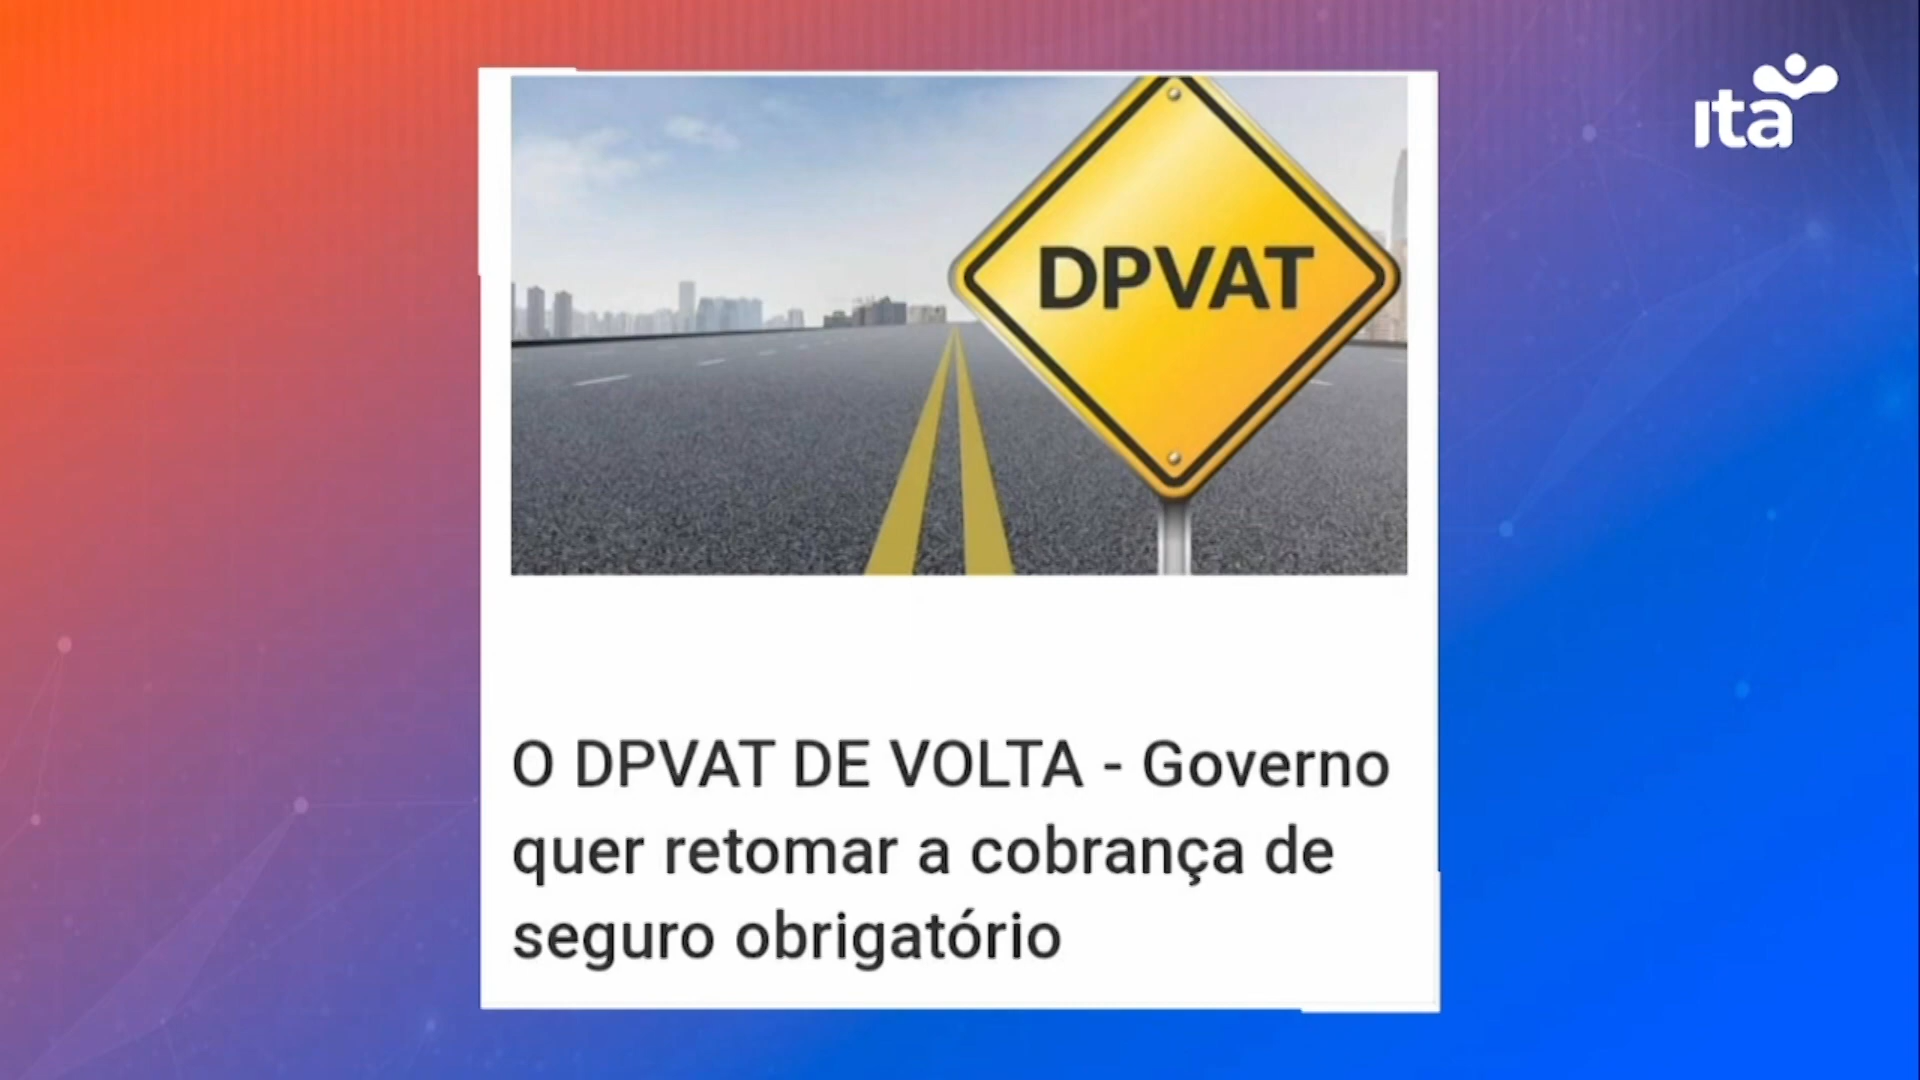 ita
DPVAT
O DPVAT DE VOLTA - Governo
quer retomar a cobrança de
seguro obrigatório